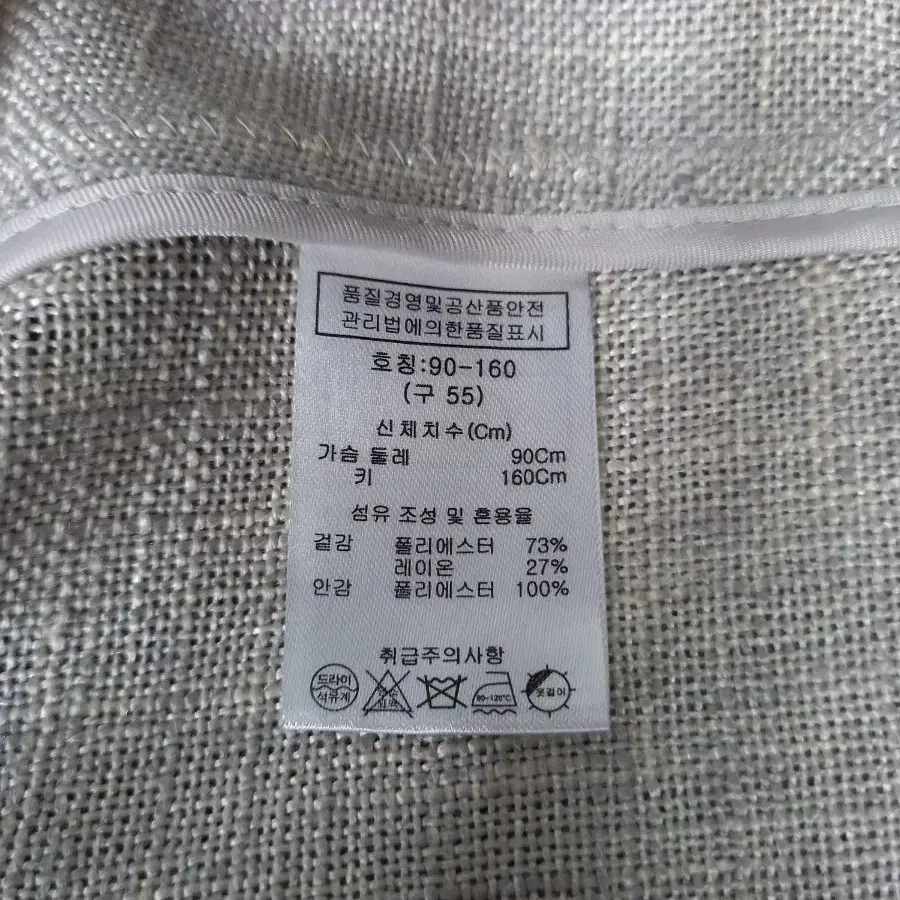 품질경영및공산품안전
관리법에의한품질표시
호칭:90-160
(구 55)
신체치수(Cm)
가슴 둘레 90Cm
키 160Cm
섬유 조성 및 혼용율
겉감 폴리에스터 73%
레이온 27%
안감 폴리에스터 100%
취급주의사항
드라이
석유계
옷걸이